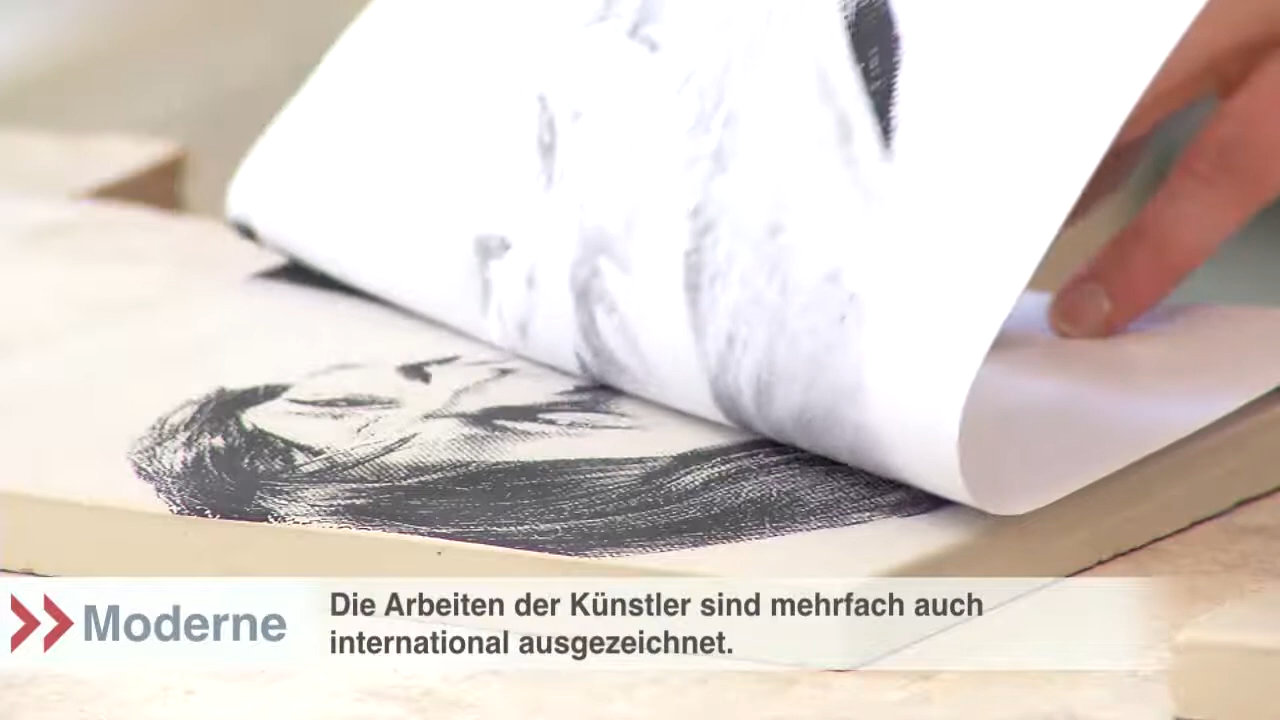 Moderne
Die Arbeiten der Künstler sind mehrfach auch
international ausgezeichnet.